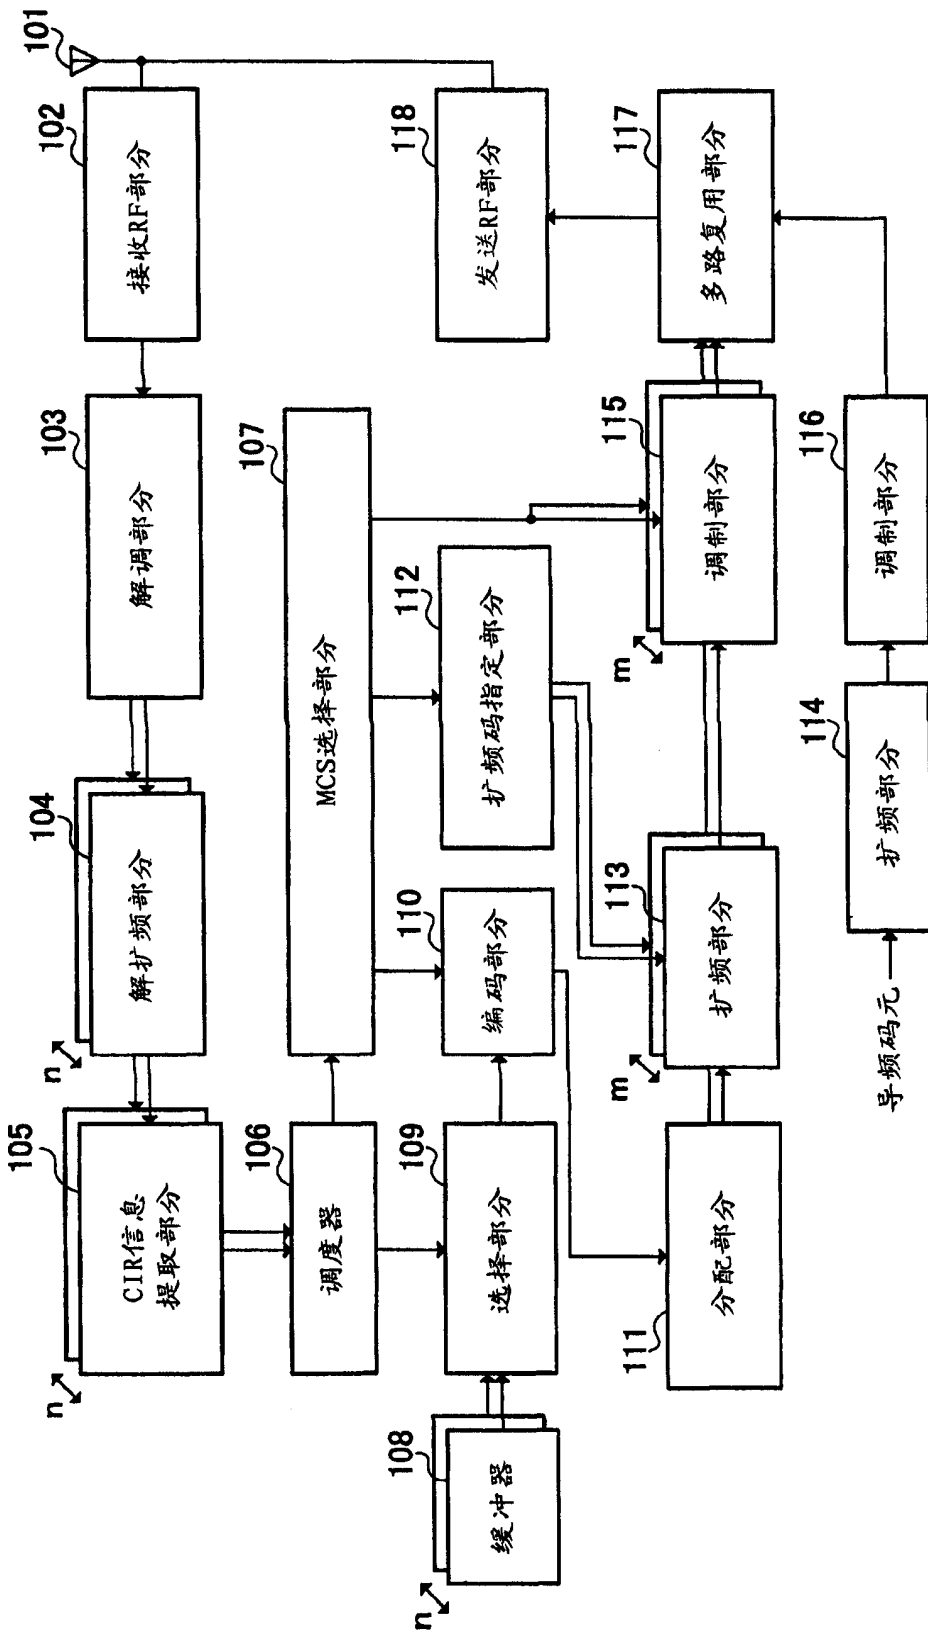 101
102
接收RF部分
103
解调部分
104
解扩频部分
n
105
CIR信息
提取部分
n
106
调度器
107
MCS选择部分
108
缓冲器
n
109
选择部分
110
编码部分
111
分配部分
112
扩频码指定部分
113
扩频部分
m
114
扩频部分
导频码元
115
调制部分
m
116
调制部分
117
多路复用部分
118
发送RF部分